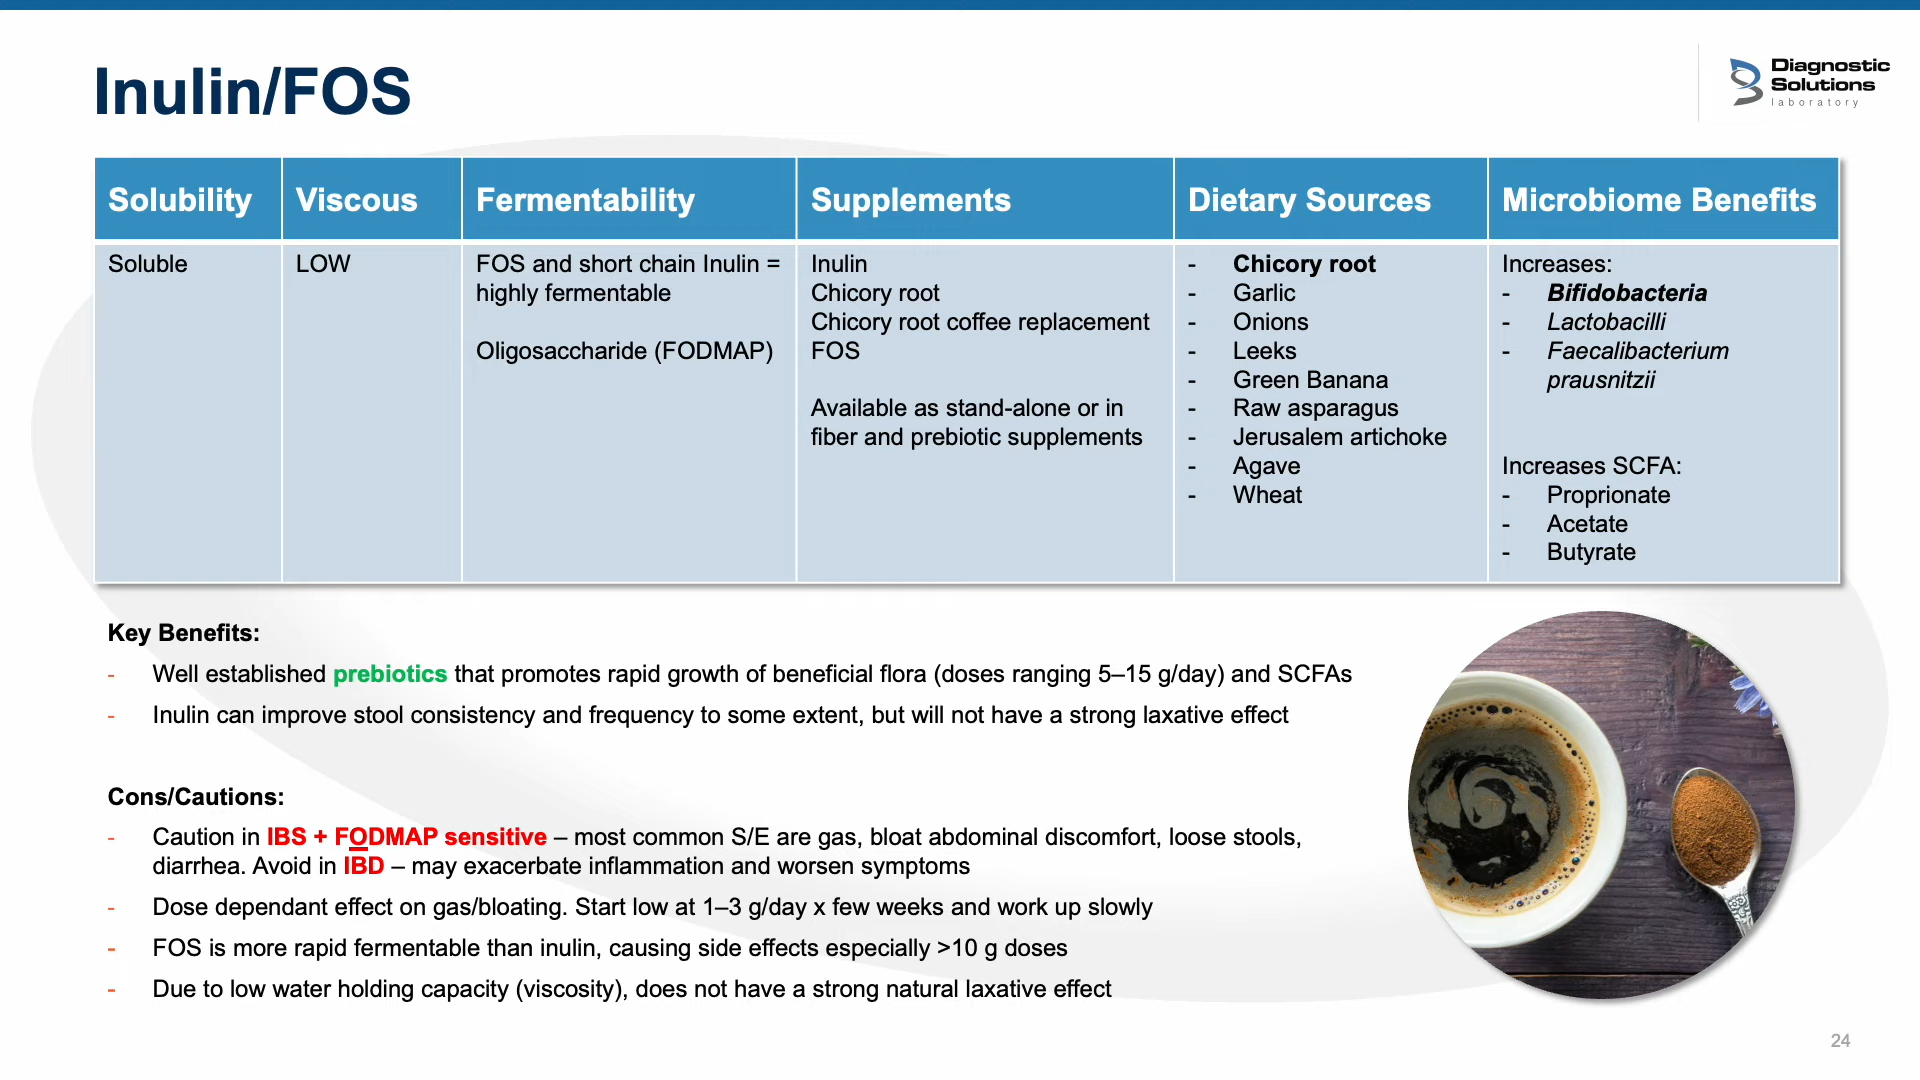 Inulin/FOS
Diagnostic
Solutions
laboratory
Solubility
Viscous
Fermentability
Supplements
Dietary Sources
Microbiome Benefits
Soluble
LOW
FOS and short chain Inulin =
highly fermentable
Oligosaccharide (FODMAP)
Inulin
Chicory root
Chicory root coffee replacement
FOS
Available as stand-alone or in
fiber and prebiotic supplements
- Chicory root
- Garlic
- Onions
- Leeks
- Green Banana
- Raw asparagus
- Jerusalem artichoke
- Agave
- Wheat
Increases:
- Bifidobacteria
- Lactobacilli
- Faecalibacterium
prausnitzii
Increases SCFA:
- Proprionate
- Acetate
- Butyrate
Key Benefits:
- Well established prebiotics that promotes rapid growth of beneficial flora (doses ranging 5–15 g/day) and SCFAs
- Inulin can improve stool consistency and frequency to some extent, but will not have a strong laxative effect
Cons/Cautions:
- Caution in IBS + FODMAP sensitive – most common S/E are gas, bloat abdominal discomfort, loose stools,
diarrhea. Avoid in IBD – may exacerbate inflammation and worsen symptoms
- Dose dependant effect on gas/bloating. Start low at 1–3 g/day x few weeks and work up slowly
- FOS is more rapid fermentable than inulin, causing side effects especially >10 g doses
- Due to low water holding capacity (viscosity), does not have a strong natural laxative effect
24